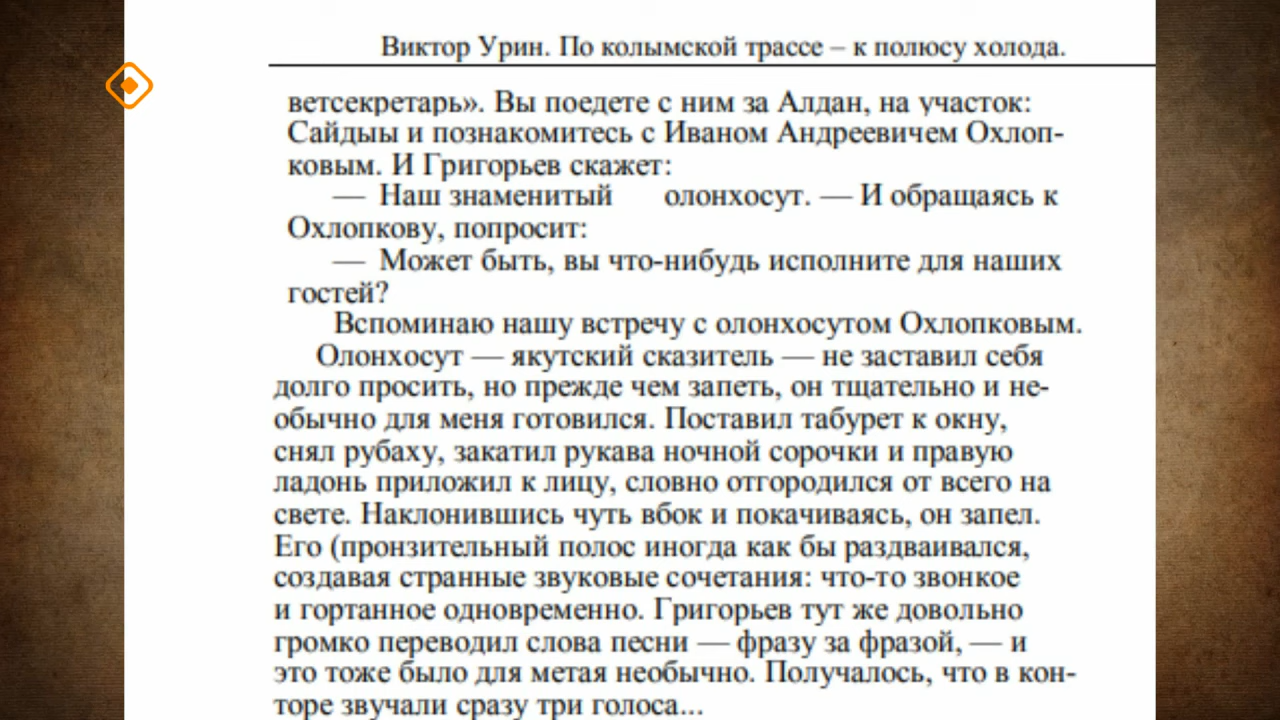 Виктор Урин. По колымской трассе – к полюсу холода.
ветсекретарь». Вы поедете с ним за Алдан, на участок:
Сайдыы и познакомитесь с Иваном Андреевичем Охлоп-
ковым. И Григорьев скажет:
— Наш знаменитый олонхосут. — И обращаясь к
Охлопкову, попросит:
— Может быть, вы что-нибудь исполните для наших
гостей?
Вспоминаю нашу встречу с олонхосутом Охлопковым.
Олонхосут — якутский сказитель — не заставил себя
долго просить, но прежде чем запеть, он тщательно и не-
обычно для меня готовился. Поставил табурет к окну,
снял рубаху, закатил рукава ночной сорочки и правую
ладонь приложил к лицу, словно отгородился от всего на
свете. Наклонившись чуть вбок и покачиваясь, он запел.
Его (пронзительный полос иногда как бы раздваивался,
создавая странные звуковые сочетания: что-то звонкое
и гортанное одновременно. Григорьев тут же довольно
громко переводил слова песни — фразу за фразой, — и
это тоже было для метая необычно. Получалось, что в кон-
торе звучали сразу три голоса...